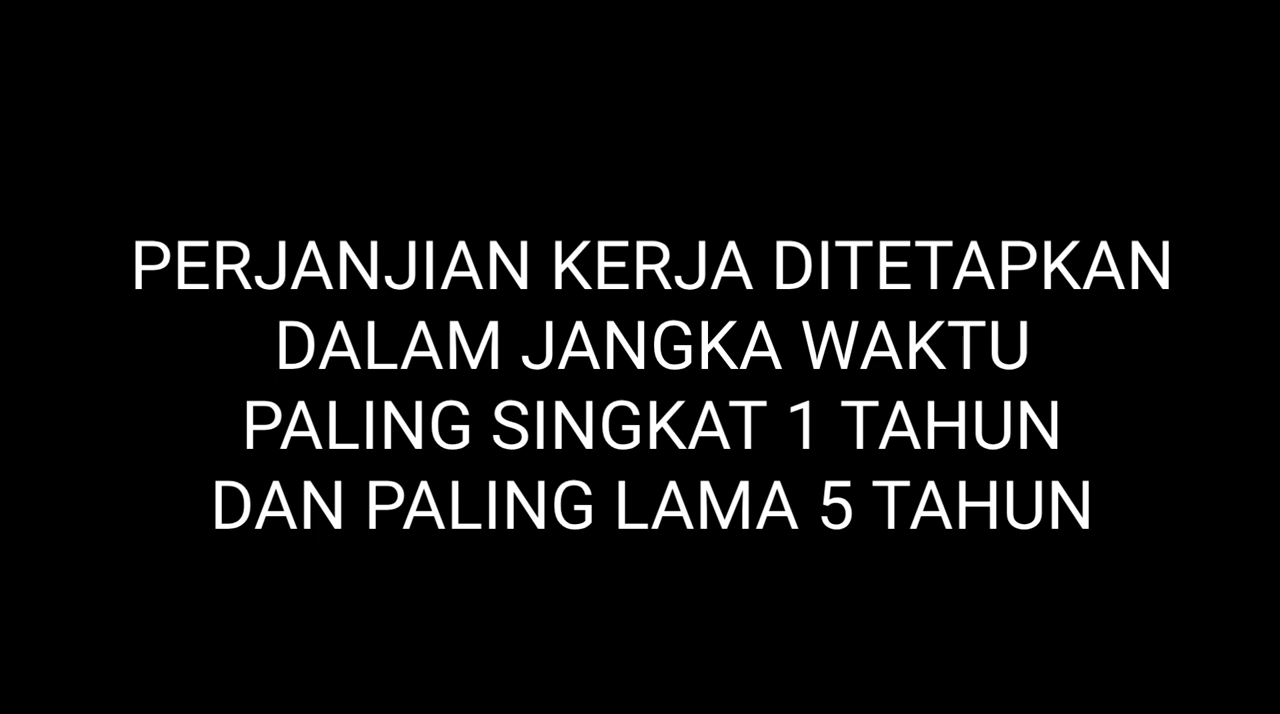 PERJANJIAN KERJA DITETAPKAN
DALAM JANGKA WAKTU
PALING SINGKAT 1 TAHUN
DAN PALING LAMA 5 TAHUN